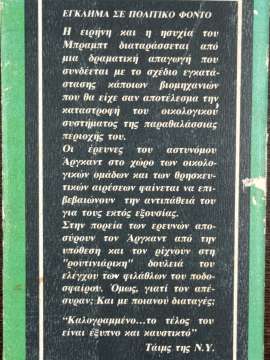 ΕΓΚΛΗΜΑ ΣΕ ΠΟΛΙΤΙΚΟ ΦΟΝΤΟ
Η ειρήνη και η ησυχία του
Μπραμπτ διαταράσσεται από
μια δραματική απαγωγή που
συνδέεται με το σχέδιο εγκατά-
στασης κάποιων βιομηχανιών
που θα είχε σαν αποτέλεσμα την
καταστροφή του οικολογικού
συστήματος της παραθαλάσσιας
περιοχής του.
Οι έρευνες του αστυνόμου
Άργκαντ στο χώρο των οικολο-
γικών ομάδων και των θρησκευ-
τικών αιρέσεων φαίνεται να επι-
βεβαιώνουν την αντιπάθειά του
για τους εκτός εξουσίας.
Στην πορεία των ερευνών απο-
σύρουν τον Άργκαντ από την
υπόθεση και τον ρίχνουν στη
"ρουτινιάρικη" δουλειά του
ελέγχου των φιλάθλων του ποδο-
σφαίρου. Όμως, γιατί τον απέ-
συραν; Και με ποιανού διαταγές;
"Καλογραμμένο...το τέλος του
είναι έξυπνο και καυστικό"
Τάιμς της Ν.Υ.